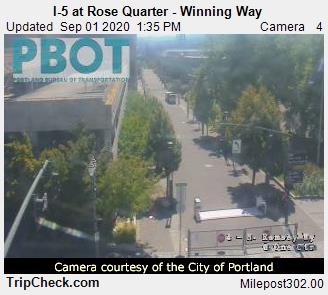 I-5 at Rose Quarter - Winning Way
Updated Sep 01 2020 1:35 PM Camera 4
PBOT
PORTLAND BUREAU OF TRANSPORTATION
Camera courtesy of the City of Portland
TripCheck.com Milepost302.00